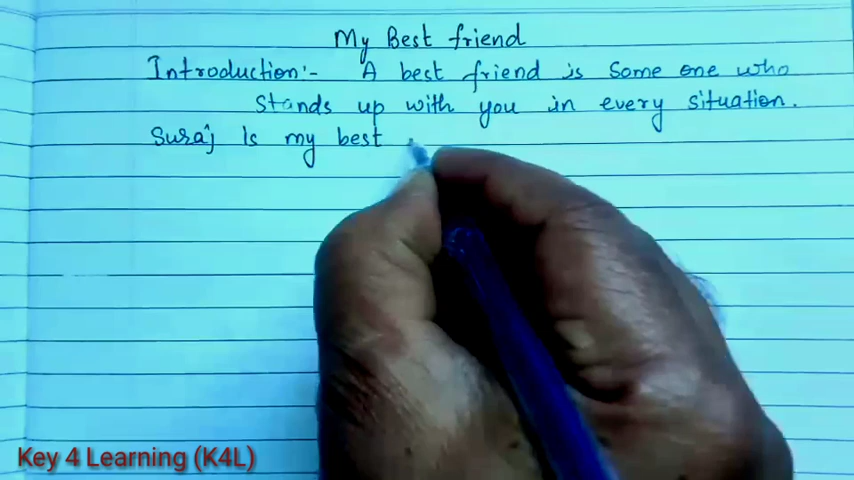 My Best friend
Introduction:- A best friend is some one who
stands up with you in every situation.
Suraj Is my best
Key 4 Learning (K4L)